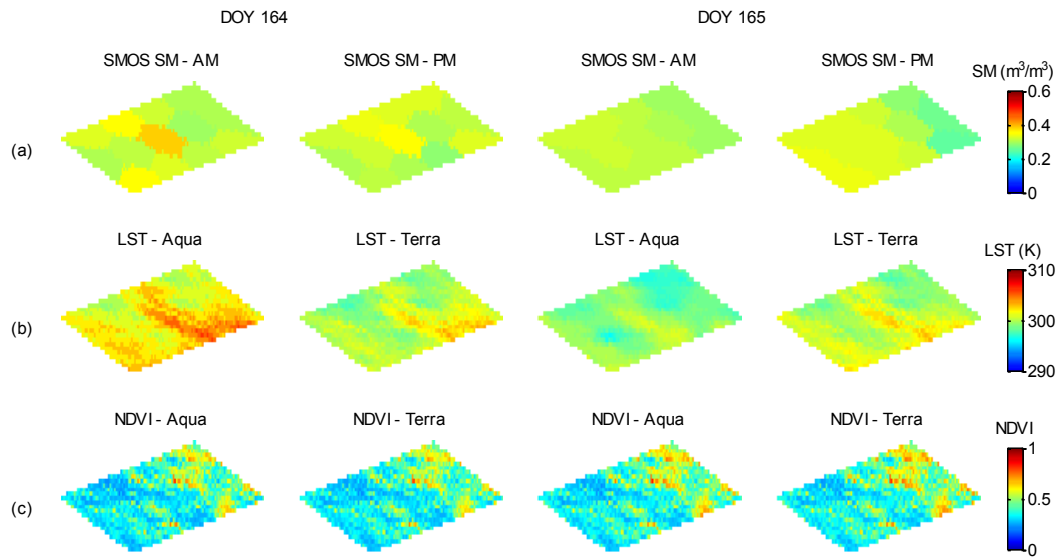 DOY 164 DOY 165
SMOS SM - AM SMOS SM - PM SMOS SM - AM SMOS SM - PM SM (m³/m³)
0.6
0.4
(a)
0.2
0
LST - Aqua LST - Terra LST - Aqua LST - Terra LST (K)
310
(b) 300
290
NDVI - Aqua NDVI - Terra NDVI - Aqua NDVI - Terra NDVI
1
(c) 0.5
0